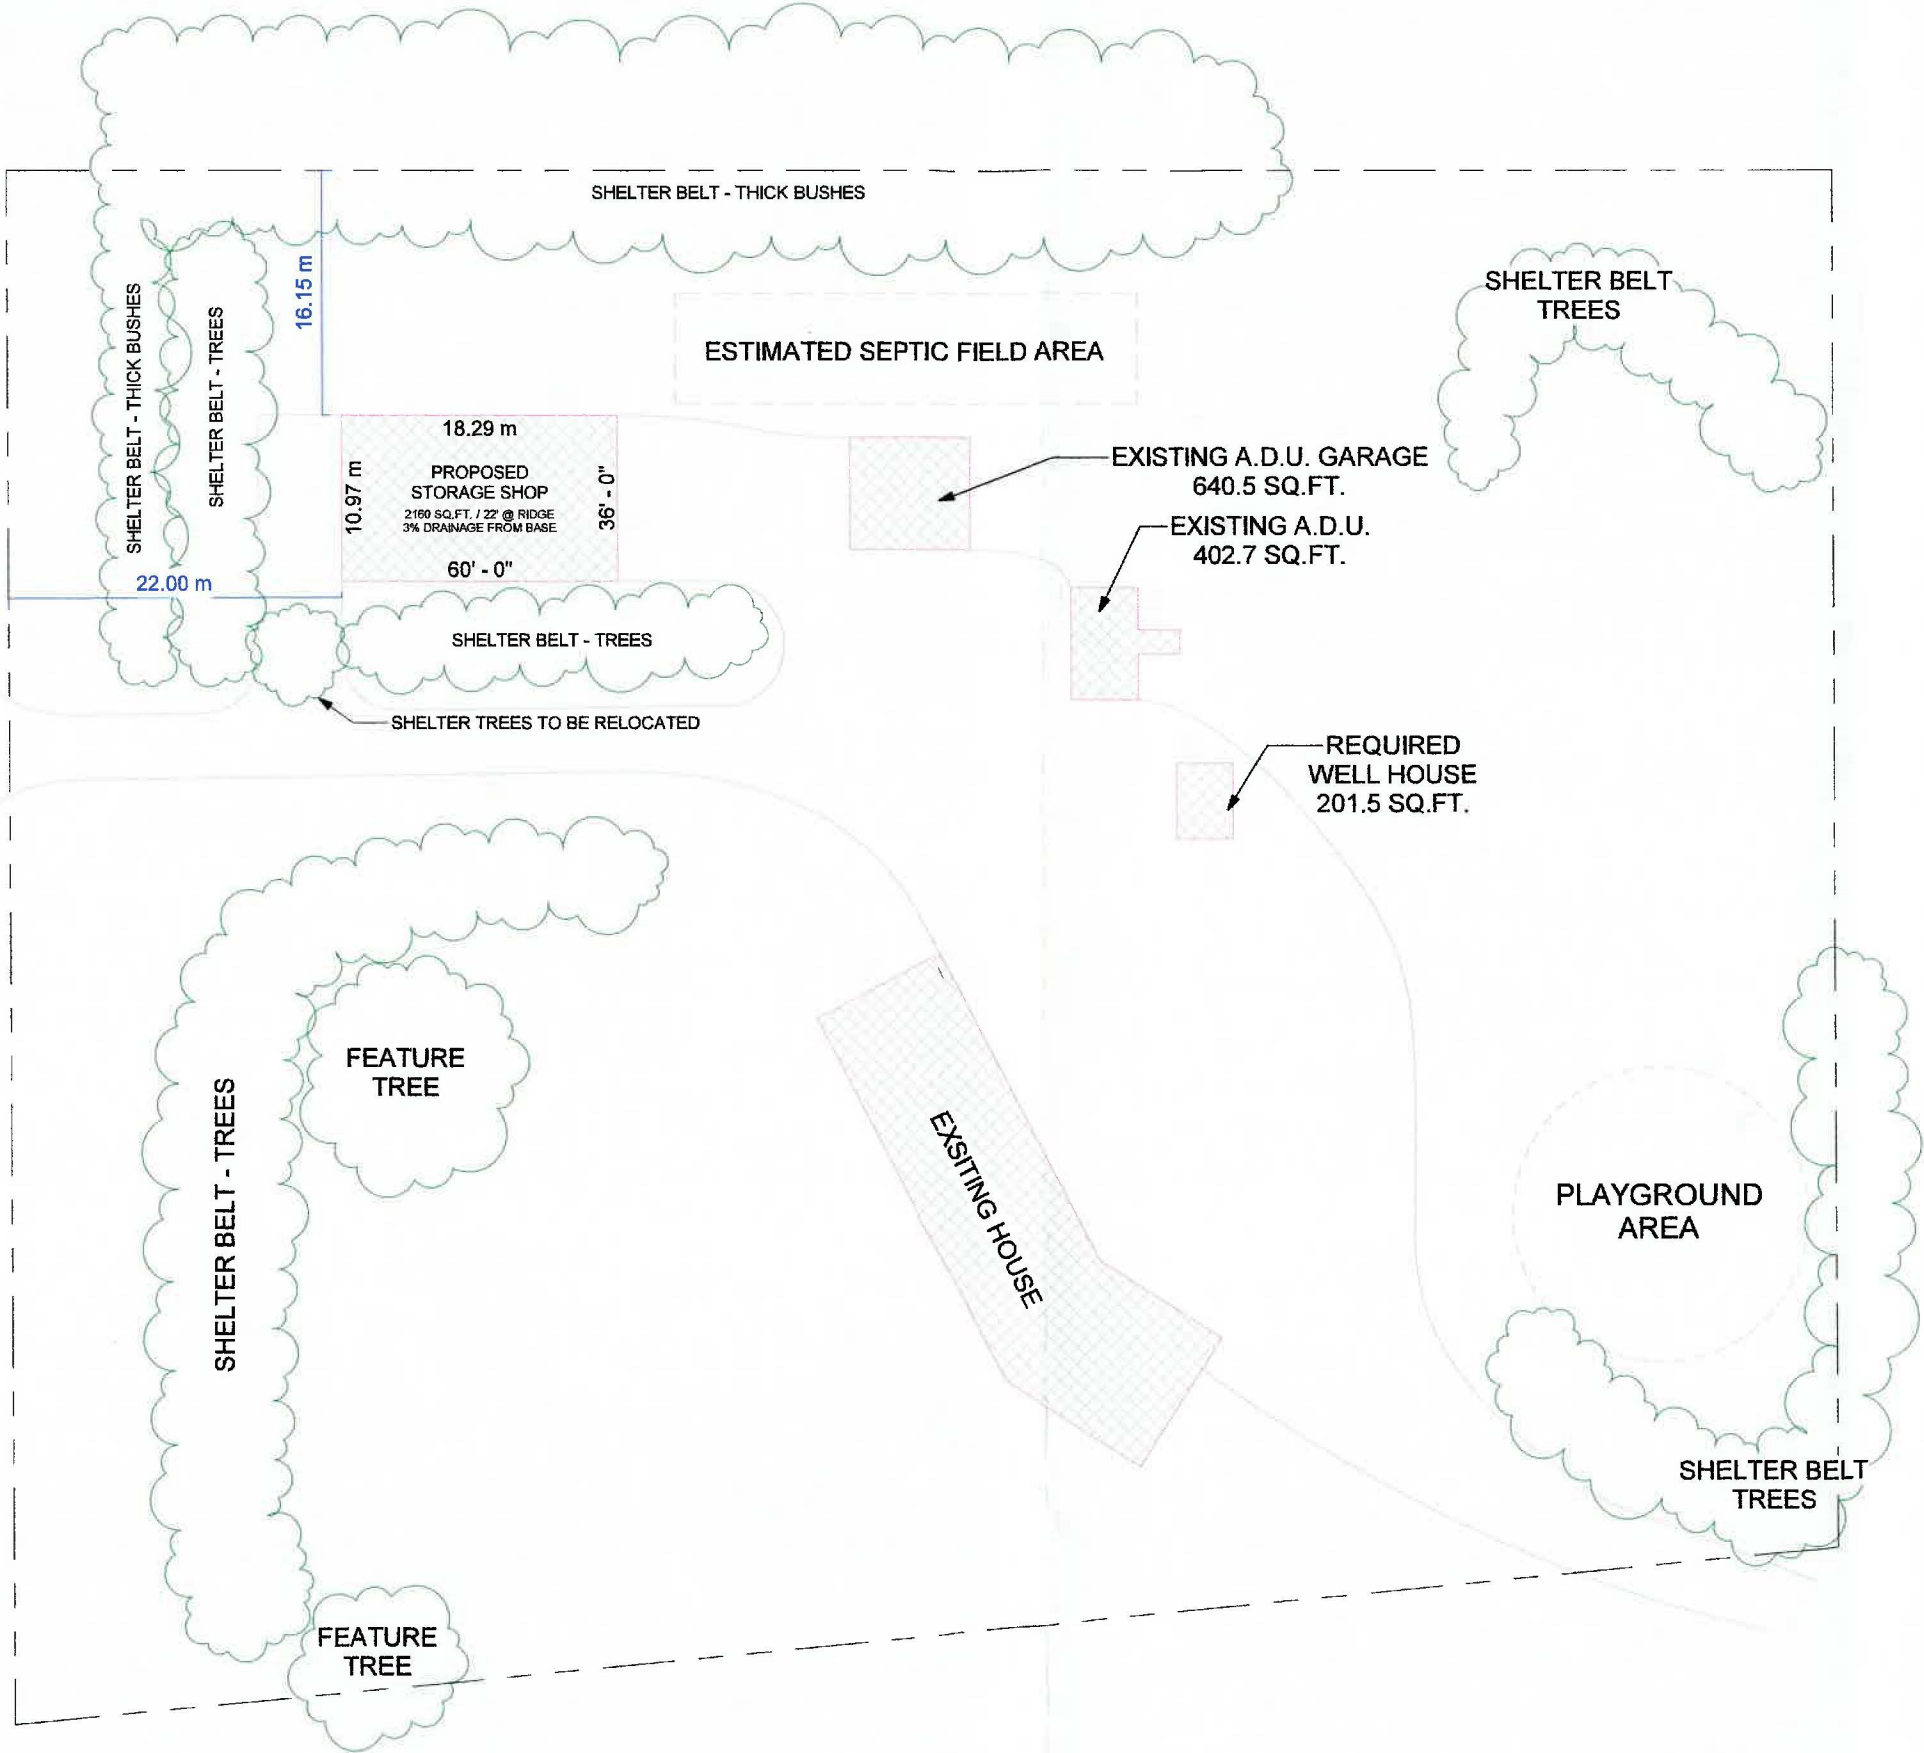 SHELTER BELT - THICK BUSHES
16.15 m
SHELTER BELT - THICK BUSHES
SHELTER BELT - TREES
SHELTER BELT
TREES
ESTIMATED SEPTIC FIELD AREA
18.29 m
10.97 m
PROPOSED
STORAGE SHOP
2160 SQ.FT. / 22' @ RIDGE
3% DRAINAGE FROM BASE
36' - 0"
60' - 0"
22.00 m
EXISTING A.D.U. GARAGE
640.5 SQ.FT.
EXISTING A.D.U.
402.7 SQ.FT.
SHELTER BELT - TREES
SHELTER TREES TO BE RELOCATED
REQUIRED
WELL HOUSE
201.5 SQ.FT.
FEATURE
TREE
SHELTER BELT - TREES
EXSITING HOUSE
PLAYGROUND
AREA
SHELTER BELT
TREES
FEATURE
TREE